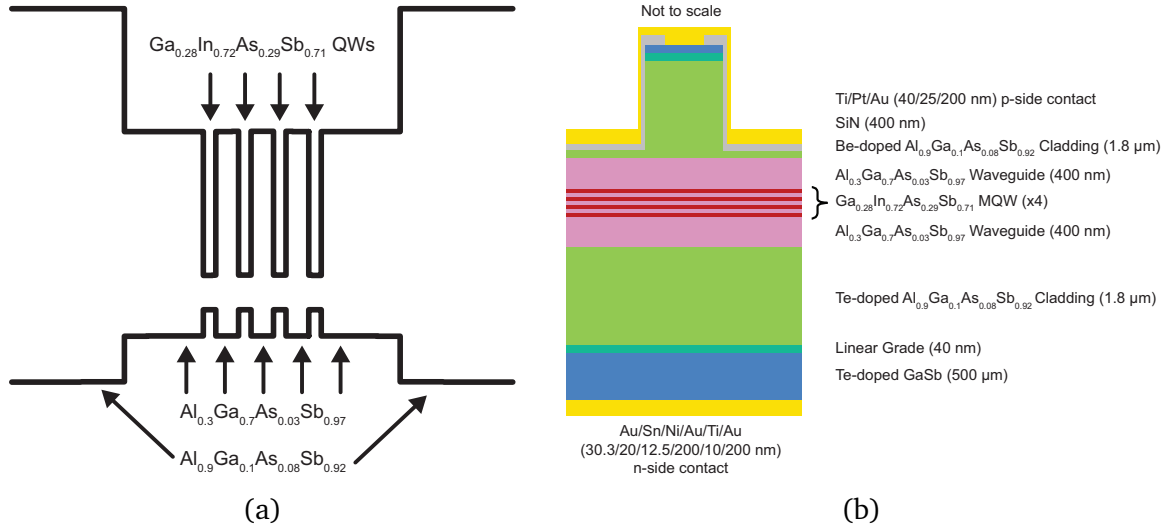 (a)
Ga0.28In0.72As0.29Sb0.71 QWs
Al0.3Ga0.7As0.03Sb0.97
Al0.9Ga0.1As0.08Sb0.92
(a)
Not to scale
Ti/Pt/Au (40/25/200 nm) p-side contact
SiN (400 nm)
Be-doped Al0.9Ga0.1As0.08Sb0.92 Cladding (1.8 µm)
Al0.3Ga0.7As0.03Sb0.97 Waveguide (400 nm)
Ga0.28In0.72As0.29Sb0.71 MQW (x4)
Al0.3Ga0.7As0.03Sb0.97 Waveguide (400 nm)
Te-doped Al0.9Ga0.1As0.08Sb0.92 Cladding (1.8 µm)
Linear Grade (40 nm)
Te-doped GaSb (500 µm)
Au/Sn/Ni/Au/Ti/Au
(30.3/20/12.5/200/10/200 nm)
n-side contact
(b)